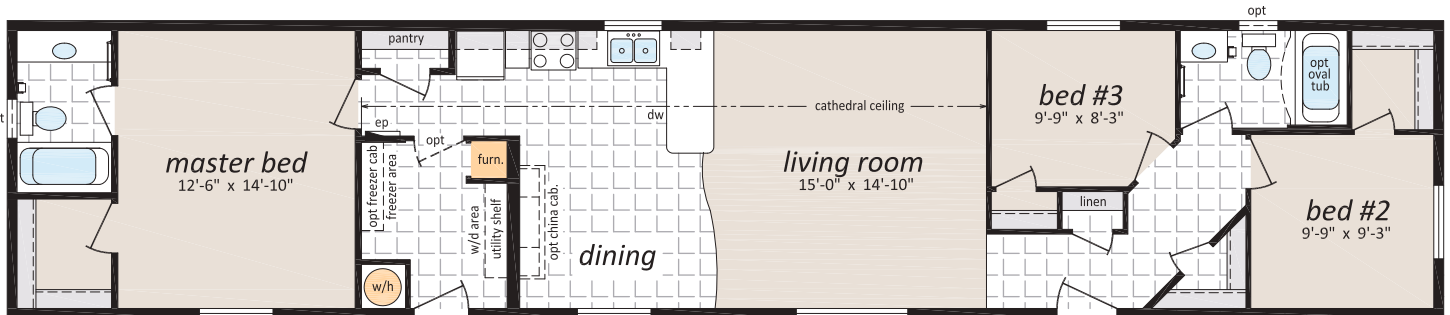 opt
pantry
cathedral ceiling
dw
ep
opt
furn.
opt freezer cab
freezer area
w/d area
utility shelf
opt china cab.
w/h
master bed
12'-6" x 14'-10"
dining
living room
15'-0" x 14'-10"
bed #3
9'-9" x 8'-3"
linen
opt
oval
tub
bed #2
9'-9" x 9'-3"